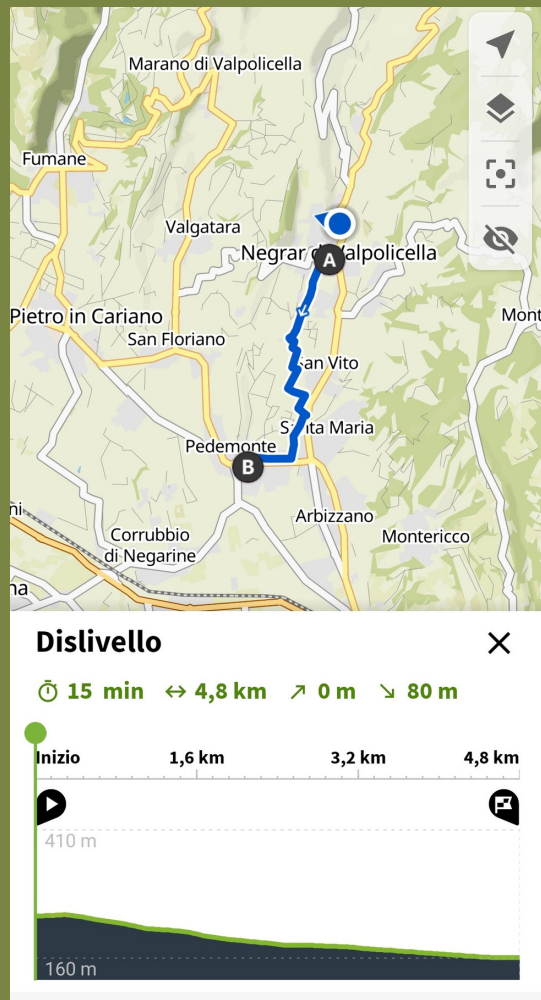 Marano di Valpolicella
Fumane
Valgatara
Negrar di Valpolicella
A
Pietro in Cariano
Mont
San Floriano
San Vito
Santa Maria
Pedemonte
B
ni
Arbizzano
Corrubbio
di Negarine
Montericco
na
Dislivello
15 min 4,8 km 0 m 80 m
Inizio 1,6 km 3,2 km 4,8 km
410 m
160 m